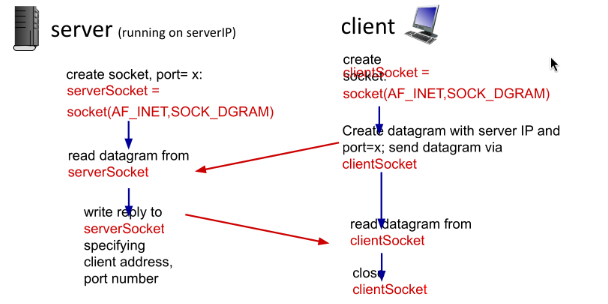 server (running on serverIP)
create socket, port= x:
serverSocket =
socket(AF_INET,SOCK_DGRAM)
read datagram from
serverSocket
write reply to
serverSocket
specifying
client address,
port number
client
create
socket:
clientSocket =
socket(AF_INET,SOCK_DGRAM)
Create datagram with server IP and
port=x; send datagram via
clientSocket
read datagram from
clientSocket
close
clientSocket